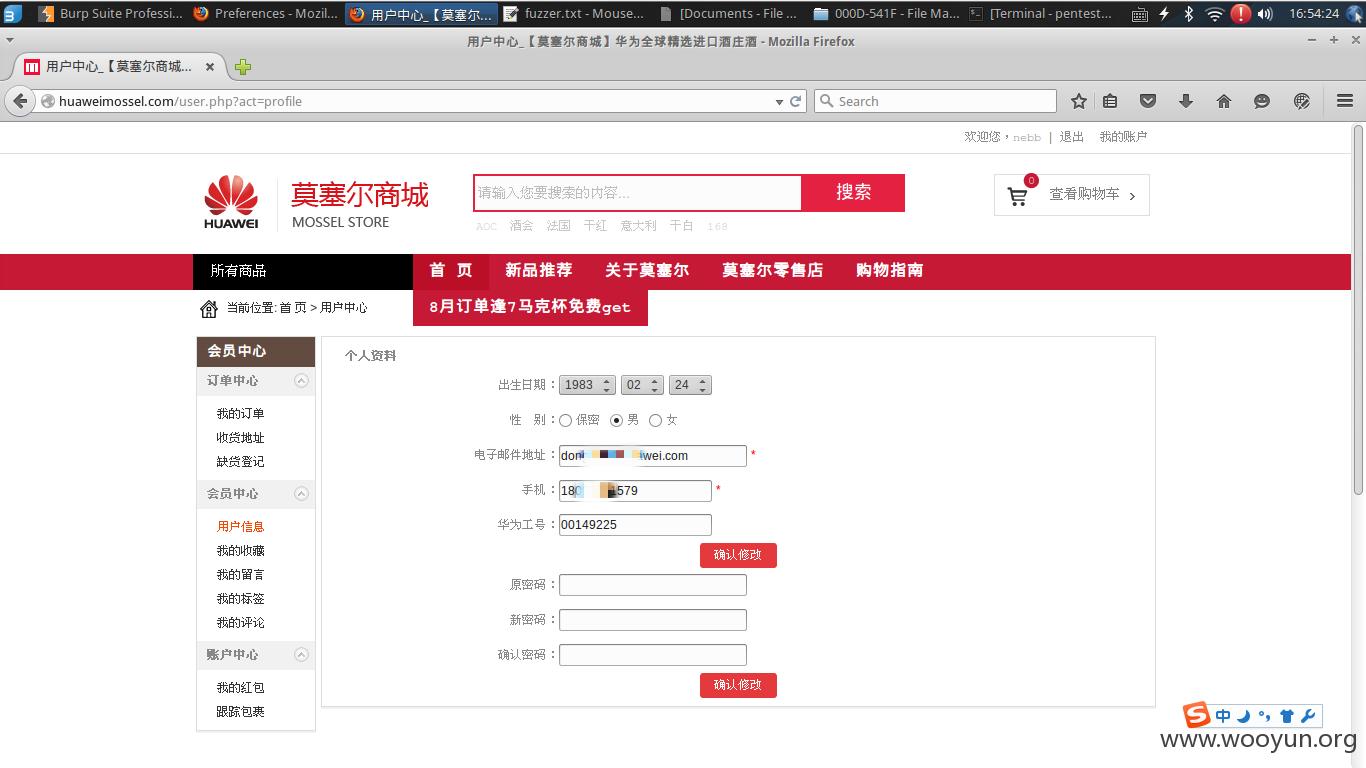 Burp Suite Professi... Preferences - Mozil... 用户中心_【莫塞尔... fuzzer.txt - Mouse... [Documents - File ... 000D-541F - File Ma... [Terminal - pentest... 16:54:24
用户中心_【莫塞尔商城】华为全球精选进口酒庄酒 - Mozilla Firefox
用户中心_【莫塞尔商城...
huaweimossel.com/user.php?act=profile Search
欢迎您，nebb | 退出 我的账户
HUAWEI 莫塞尔商城 MOSSEL STORE
请输入您要搜索的内容... 搜索
0 查看购物车 >
AOC 酒会 法国 干红 意大利 干白 168
所有商品 首 页 新品推荐 关于莫塞尔 莫塞尔零售店 购物指南
8月订单逢7马克杯免费get
当前位置: 首页 > 用户中心
会员中心
订单中心
我的订单
收货地址
缺货登记
会员中心
用户信息
我的收藏
我的留言
我的标签
我的评论
账户中心
我的红包
跟踪包裹
个人资料
出生日期： 1983 02 24
性 别： 保密 男 女
电子邮件地址： don wei.com *
手机： 180 1579 *
华为工号： 00149225
确认修改
原密码：
新密码：
确认密码：
确认修改
S 中
www.wooyun.org